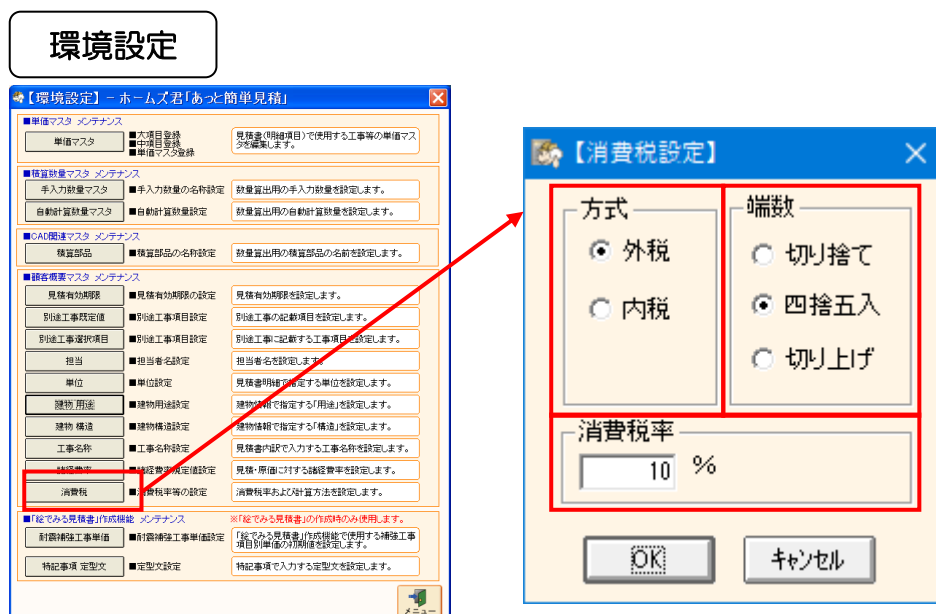 環境設定
【環境設定】－ホームズ君「あっと簡単見積」
■単価マスタ メンテナンス
単価マスタ
■大項目登録
■中項目登録
■単価マスタ登録
見積書(明細項目)で使用する工事等の単価マスタを編集します。
■積算数量マスタ メンテナンス
手入力数量マスタ ■手入力数量の名称設定 数量算出用の手入力数量を設定します。
自動計算数量マスタ ■自動計算数量設定 数量算出用の自動計算数量を設定します。
■CAD関連マスタ メンテナンス
積算部品 ■積算部品の名称設定 数量算出用の積算部品の名前を設定します。
■顧客概要マスタ メンテナンス
見積有効期限 ■見積有効期限の設定 見積有効期限を設定します。
別途工事既定値 ■別途工事項目設定 別途工事の記載項目を設定します。
別途工事選択項目 ■別途工事項目設定 別途工事に記載する工事項目を設定します。
担当 ■担当者名設定 担当者名を設定します。
単位 ■単位設定 見積書明細で指定する単位を設定します。
建物 用途 ■建物用途設定 建物情報で指定する「用途」を設定します。
建物 構造 ■建物構造設定 建物情報で指定する「構造」を設定します。
工事名称 ■工事名称設定 見積書内訳で入力する工事名称を設定します。
諸経費率 ■諸経費率規定値設定 見積・原価に対する諸経費率を設定します。
消費税 ■消費税率等の設定 消費税率および計算方法を設定します。
■「絵でみる見積書」作成機能 メンテナンス ※「絵でみる見積書」の作成時のみ使用します。
耐震補強工事単価 ■耐震補強工事単価設定 「絵でみる見積書」作成機能で使用する補強工事項目別単価の初期値を設定します。
特記事項 定型文 ■定型文設定 特記事項で入力する定型文を設定します。
メニュー
【消費税設定】
方式
外税
内税
端数
切り捨て
四捨五入
切り上げ
消費税率
10 %
OK キャンセル